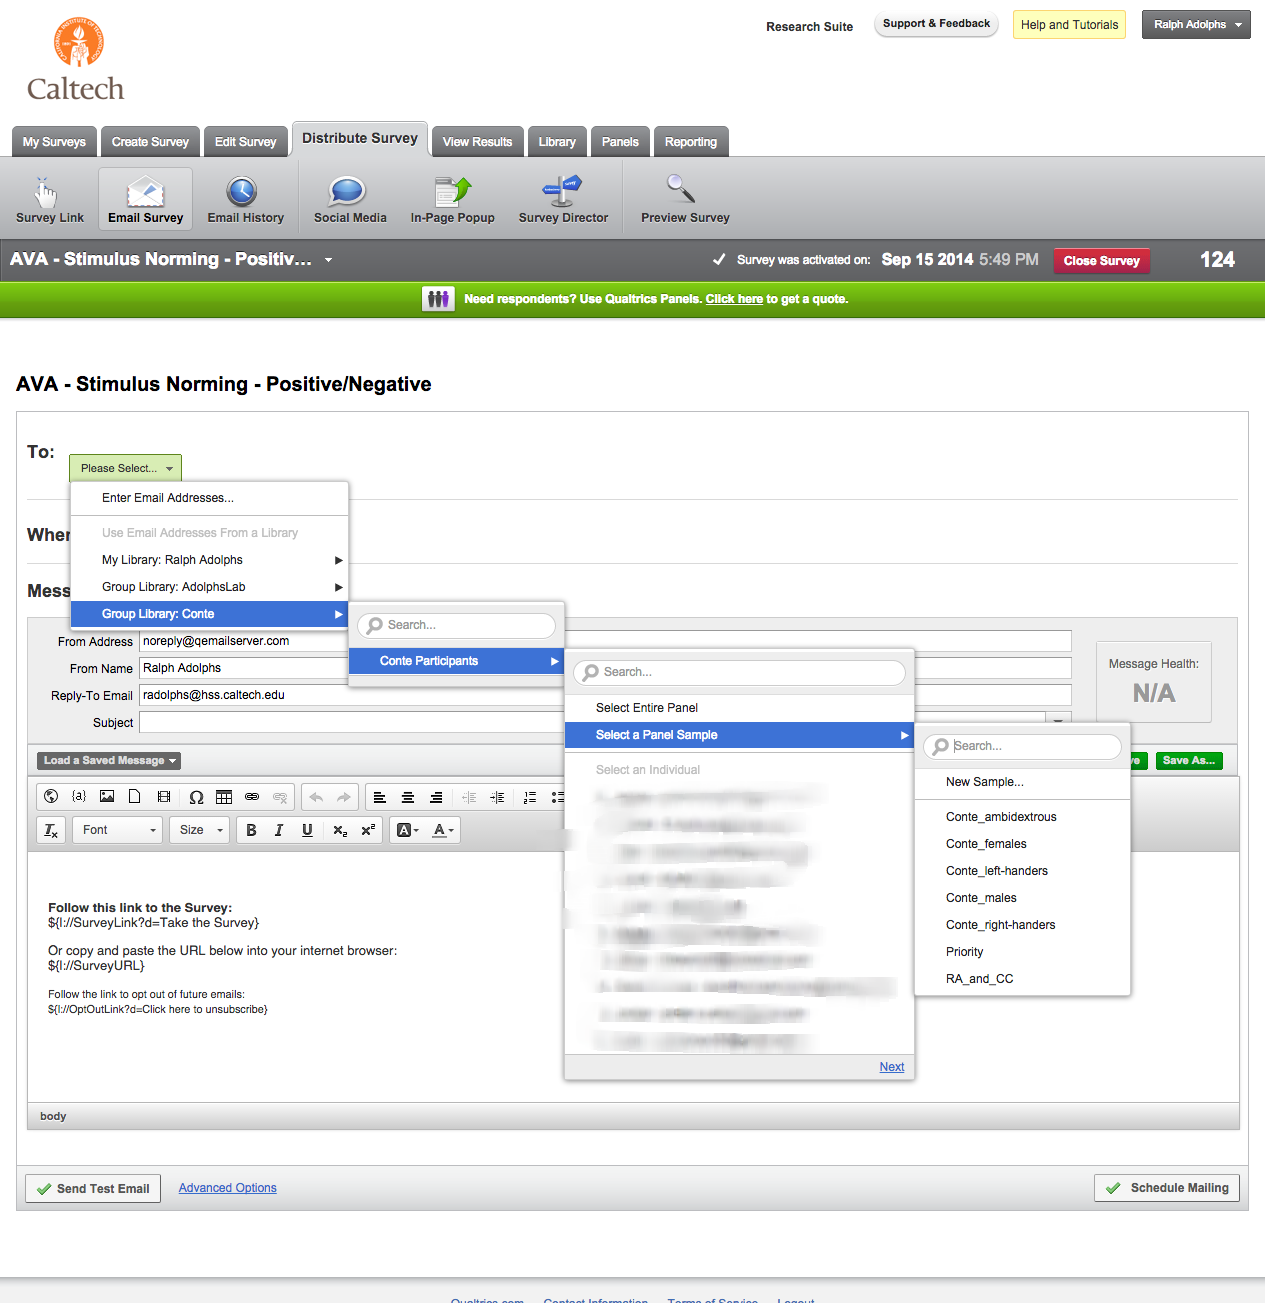 Caltech
Research Suite
Support & Feedback
Help and Tutorials
Ralph Adolphs
My Surveys
Create Survey
Edit Survey
Distribute Survey
View Results
Library
Panels
Reporting
Survey Link
Email Survey
Email History
Social Media
In-Page Popup
Survey Director
Preview Survey
AVA - Stimulus Norming - Positiv...
Survey was activated on: Sep 15 2014 5:49 PM
Close Survey
124
Need respondents? Use Qualtrics Panels. Click here to get a quote.
AVA - Stimulus Norming - Positive/Negative
To:
Please Select...
Enter Email Addresses...
Use Email Addresses From a Library
My Library: Ralph Adolphs
Group Library: AdolphsLab
Group Library: Conte
Search...
Conte Participants
Search...
Select Entire Panel
Select a Panel Sample
Select an Individual
Next
Search...
New Sample...
Conte_ambidextrous
Conte_females
Conte_left-handers
Conte_males
Conte_right-handers
Priority
RA_and_CC
From Address noreply@qemailserver.com
From Name Ralph Adolphs
Reply-To Email radolphs@hss.caltech.edu
Subject
Message Health:
N/A
Load a Saved Message
Save As...
Font
Size
Follow this link to the Survey:
${l://SurveyLink?d=Take the Survey}
Or copy and paste the URL below into your internet browser:
${l://SurveyURL}
Follow the link to opt out of future emails:
${l://OptOutLink?d=Click here to unsubscribe}
body
Send Test Email
Advanced Options
Schedule Mailing
Qualtrics.com
Contact Information
Terms of Service
Logout